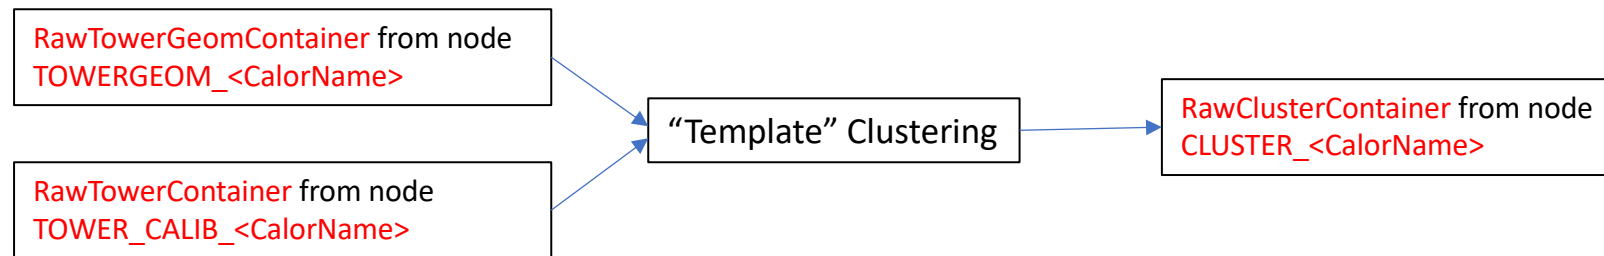 RawTowerGeomContainer from node
TOWERGEOM_<CalorName>
RawTowerContainer from node
TOWER_CALIB_<CalorName>
“Template” Clustering
RawClusterContainer from node
CLUSTER_<CalorName>